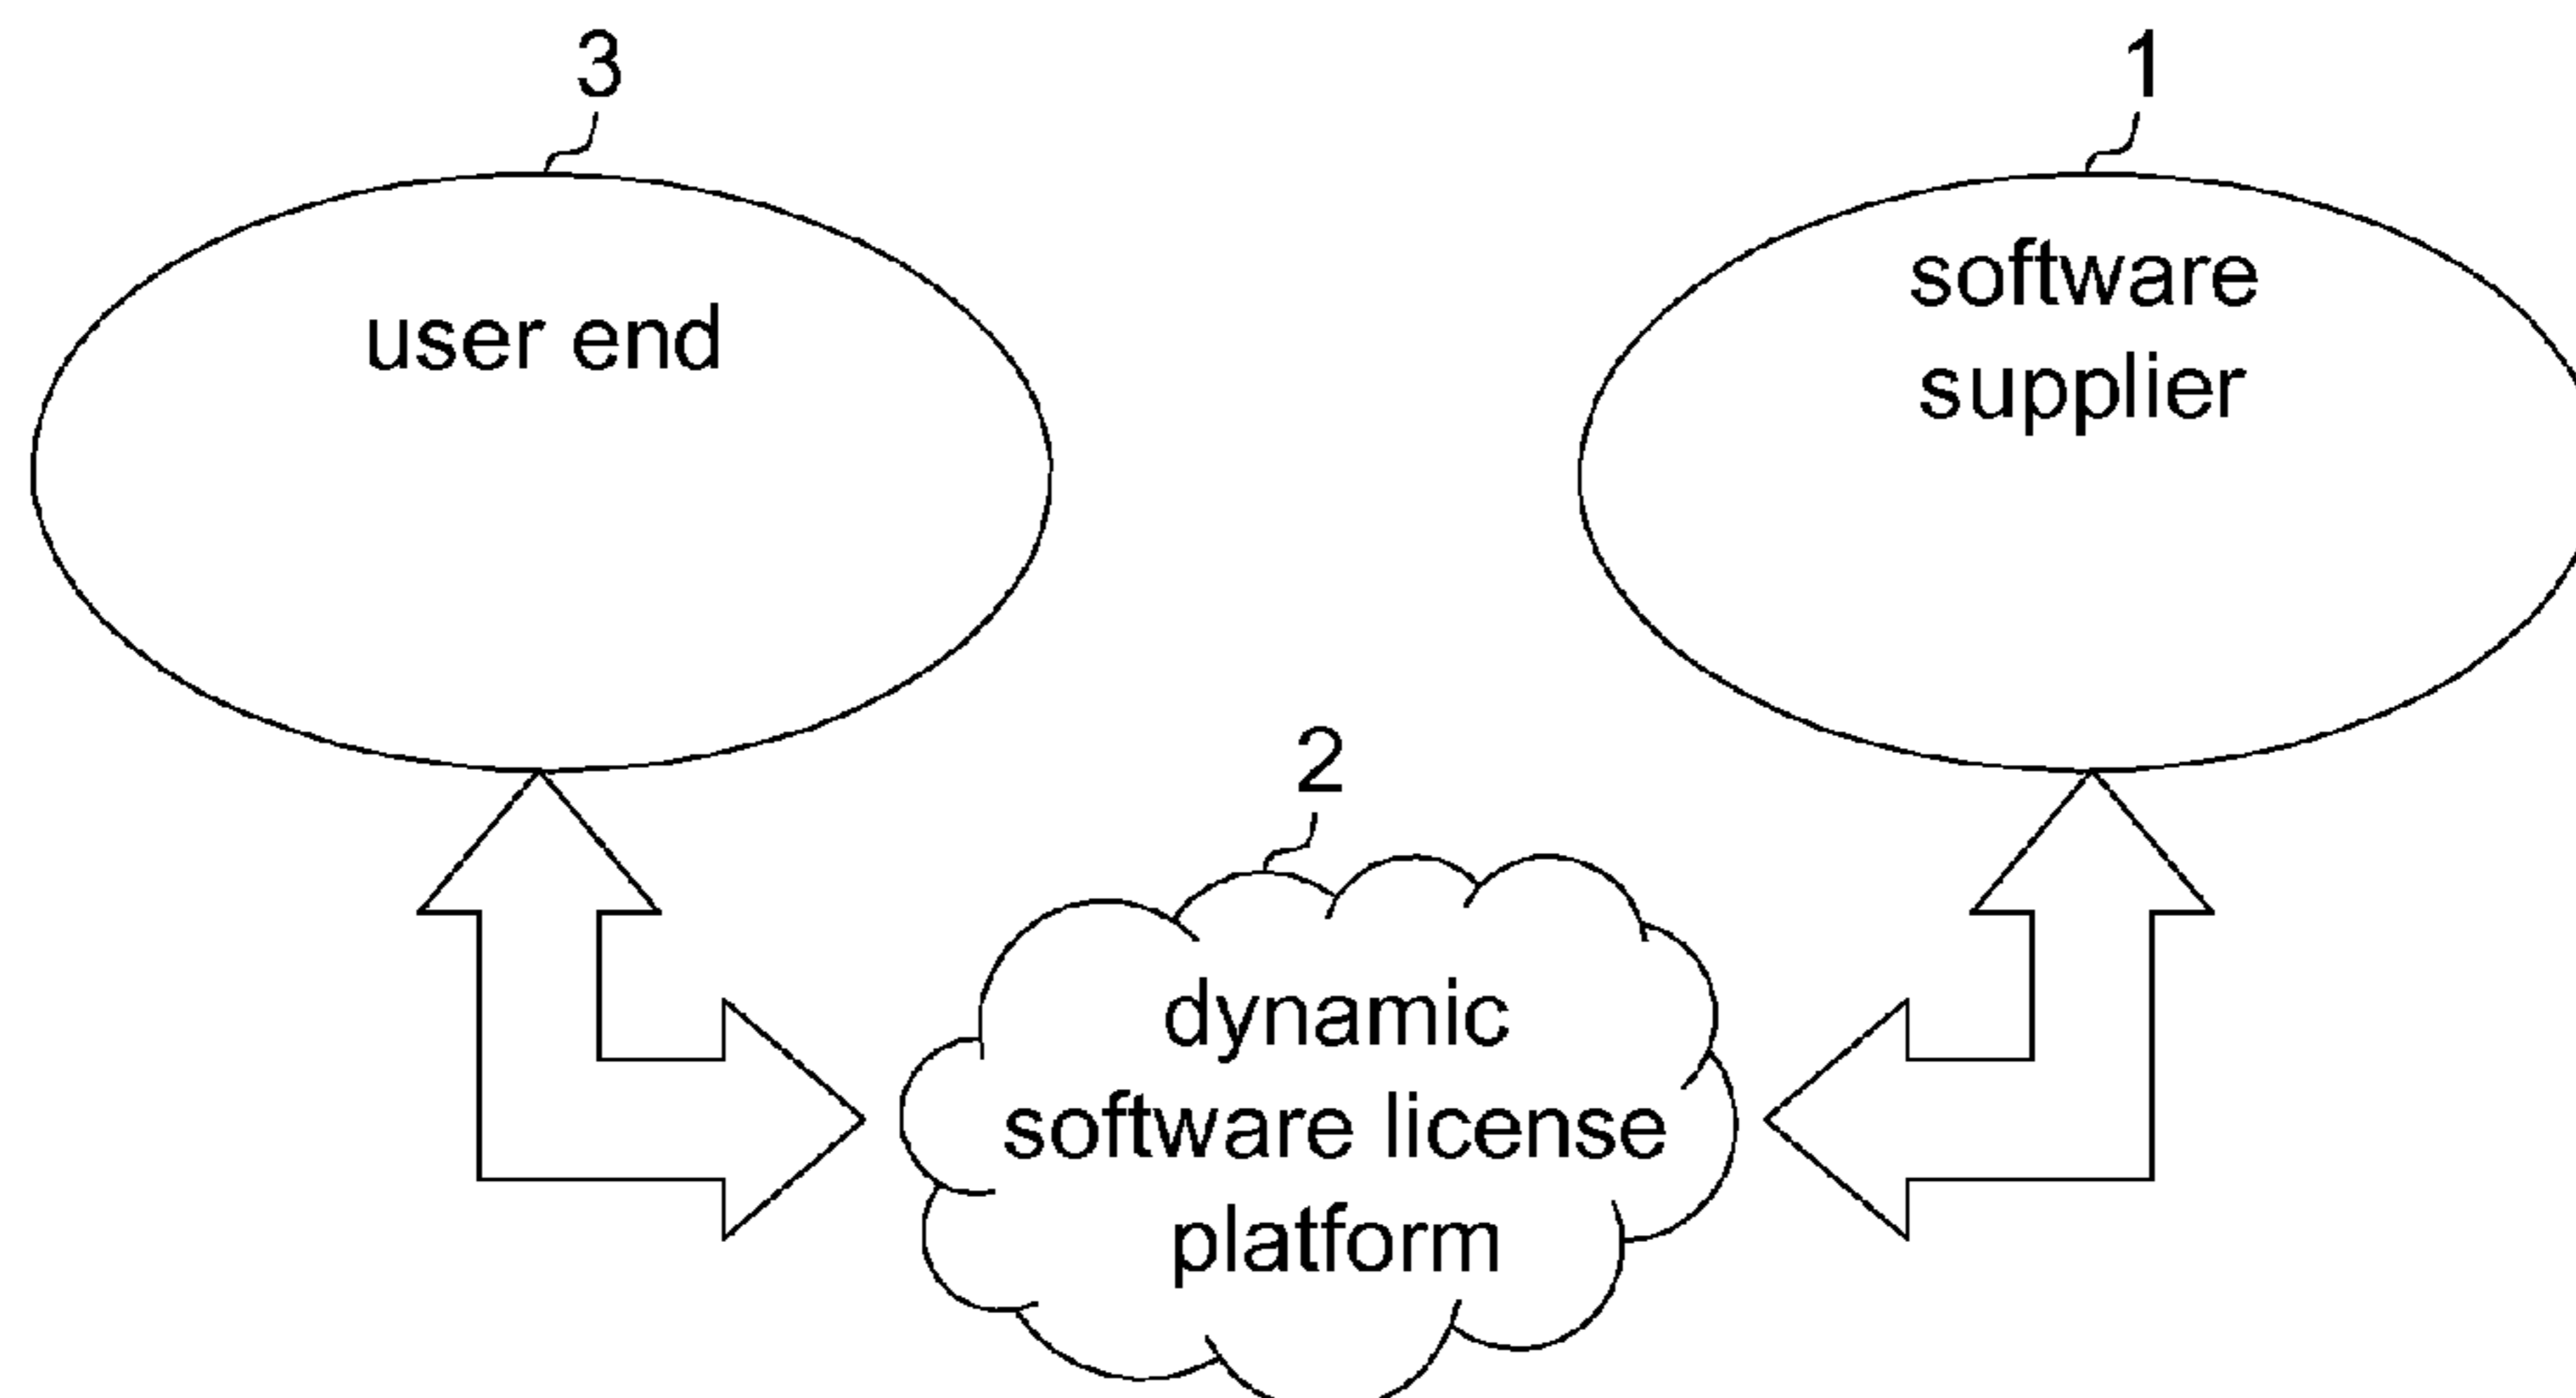 3
1
user end
software
supplier
2
dynamic
software license
platform